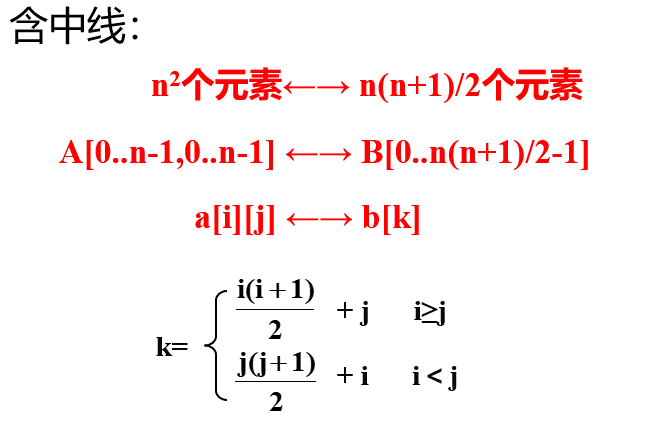 含中线：
n²个元素←→ n(n+1)/2个元素
A[0..n-1,0..n-1] ←→ B[0..n(n+1)/2-1]
a[i][j] ←→ b[k]
i(i+1)/2 + j i≥j
k= {
j(j+1)/2 + i i < j